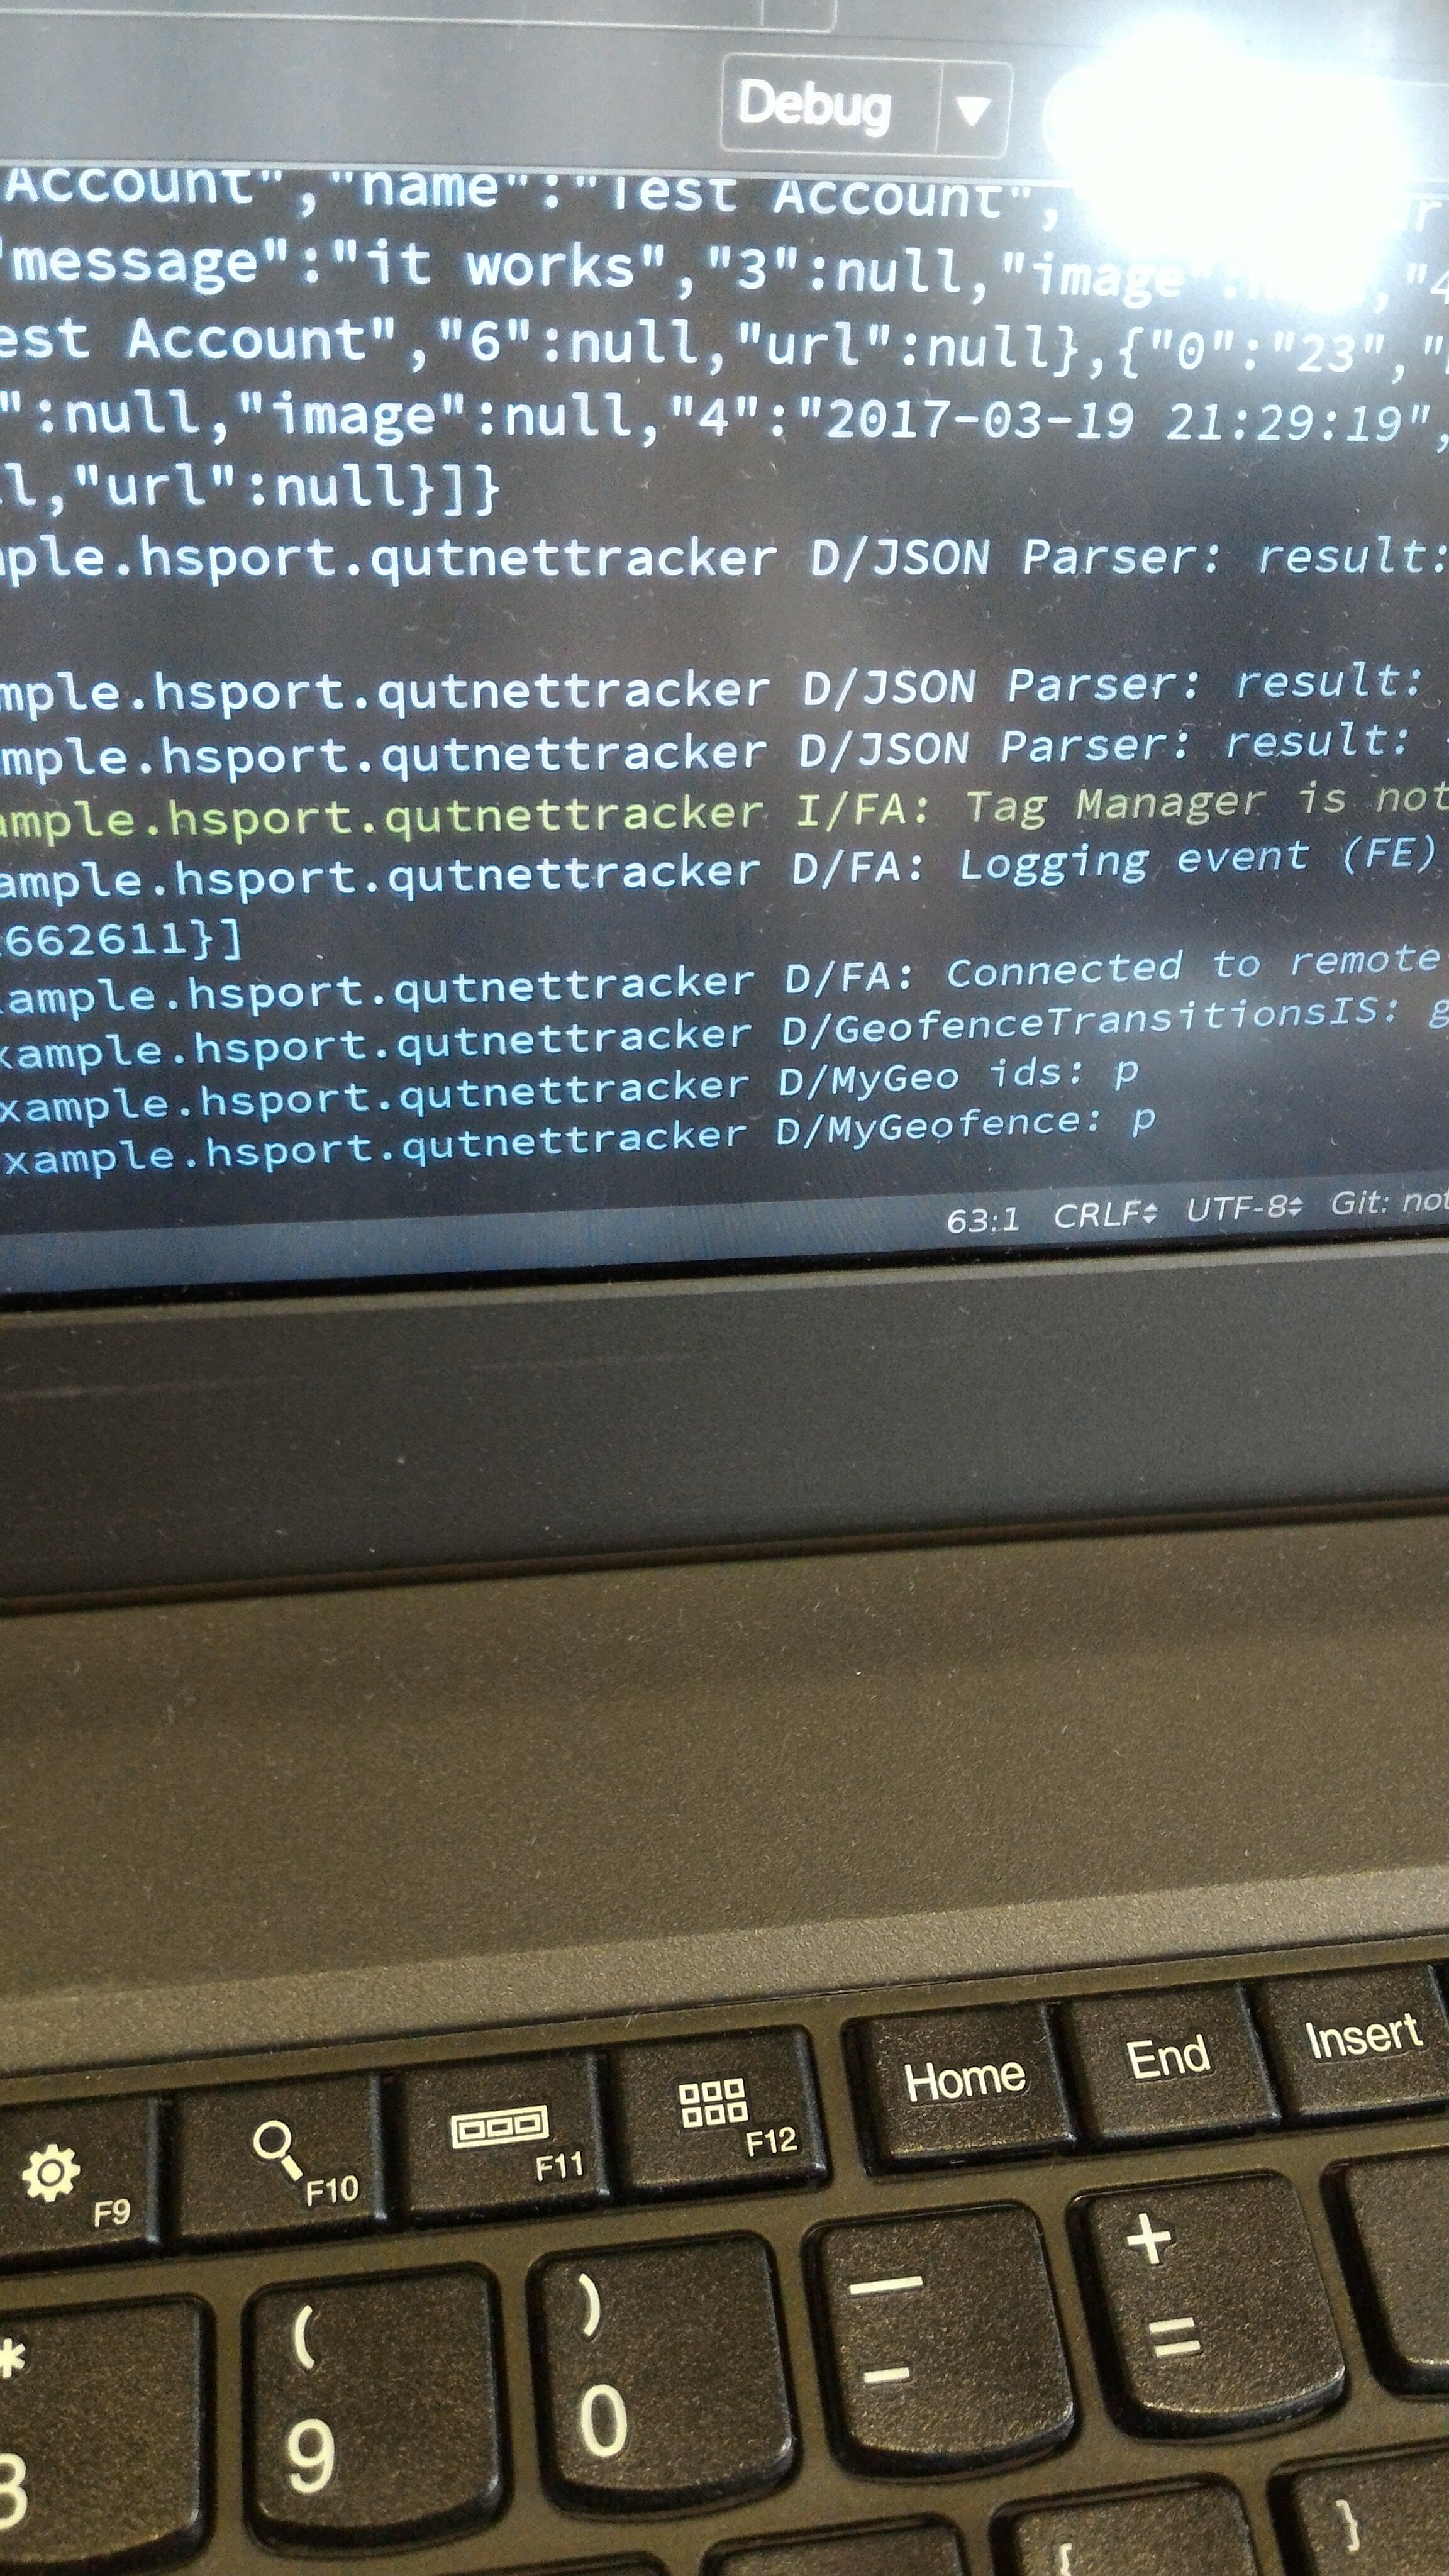 Debug
Account","name":"Test Account",
"message":"it works","3":null,"image": ,"4
est Account","6":null,"url":null},{"0":"23","
":null,"image":null,"4":"2017-03-19 21:29:19",
l,"url":null}]}
mple.hsport.qutnettracker D/JSON Parser: result:
mple.hsport.qutnettracker D/JSON Parser: result:
mple.hsport.qutnettracker D/JSON Parser: result:
ample.hsport.qutnettracker I/FA: Tag Manager is not
ample.hsport.qutnettracker D/FA: Logging event (FE)
662611}]
ample.hsport.qutnettracker D/FA: Connected to remote
xample.hsport.qutnettracker D/GeofenceTransitionsIS: g
xample.hsport.qutnettracker D/MyGeo ids: p
xample.hsport.qutnettracker D/MyGeofence: p
63:1 CRLF UTF-8 Git: not
Home End Insert
F9 F10 F11 F12
* ( ) — +
8 9 0 - =
{ }